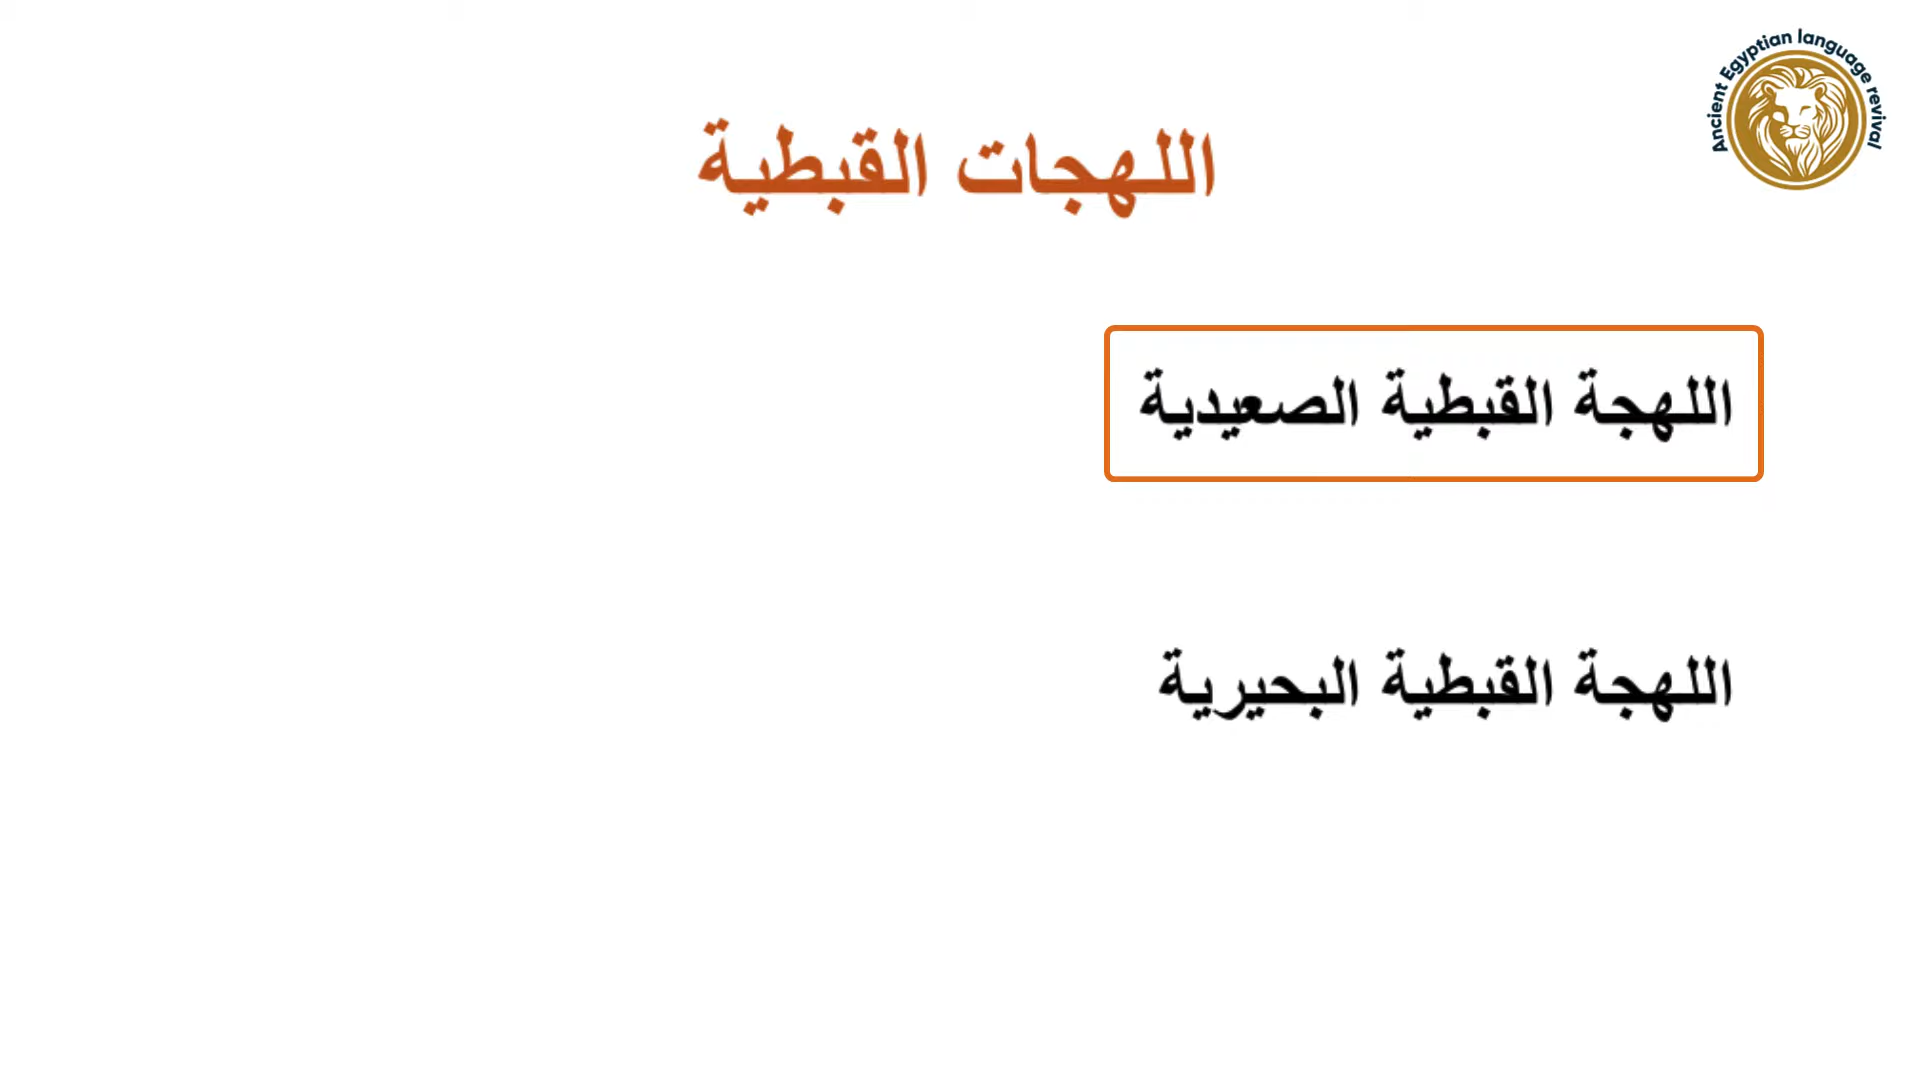 Ancient Egyptian language revival
اللهجات القبطية
اللهجة القبطية الصعيدية
اللهجة القبطية البحيرية